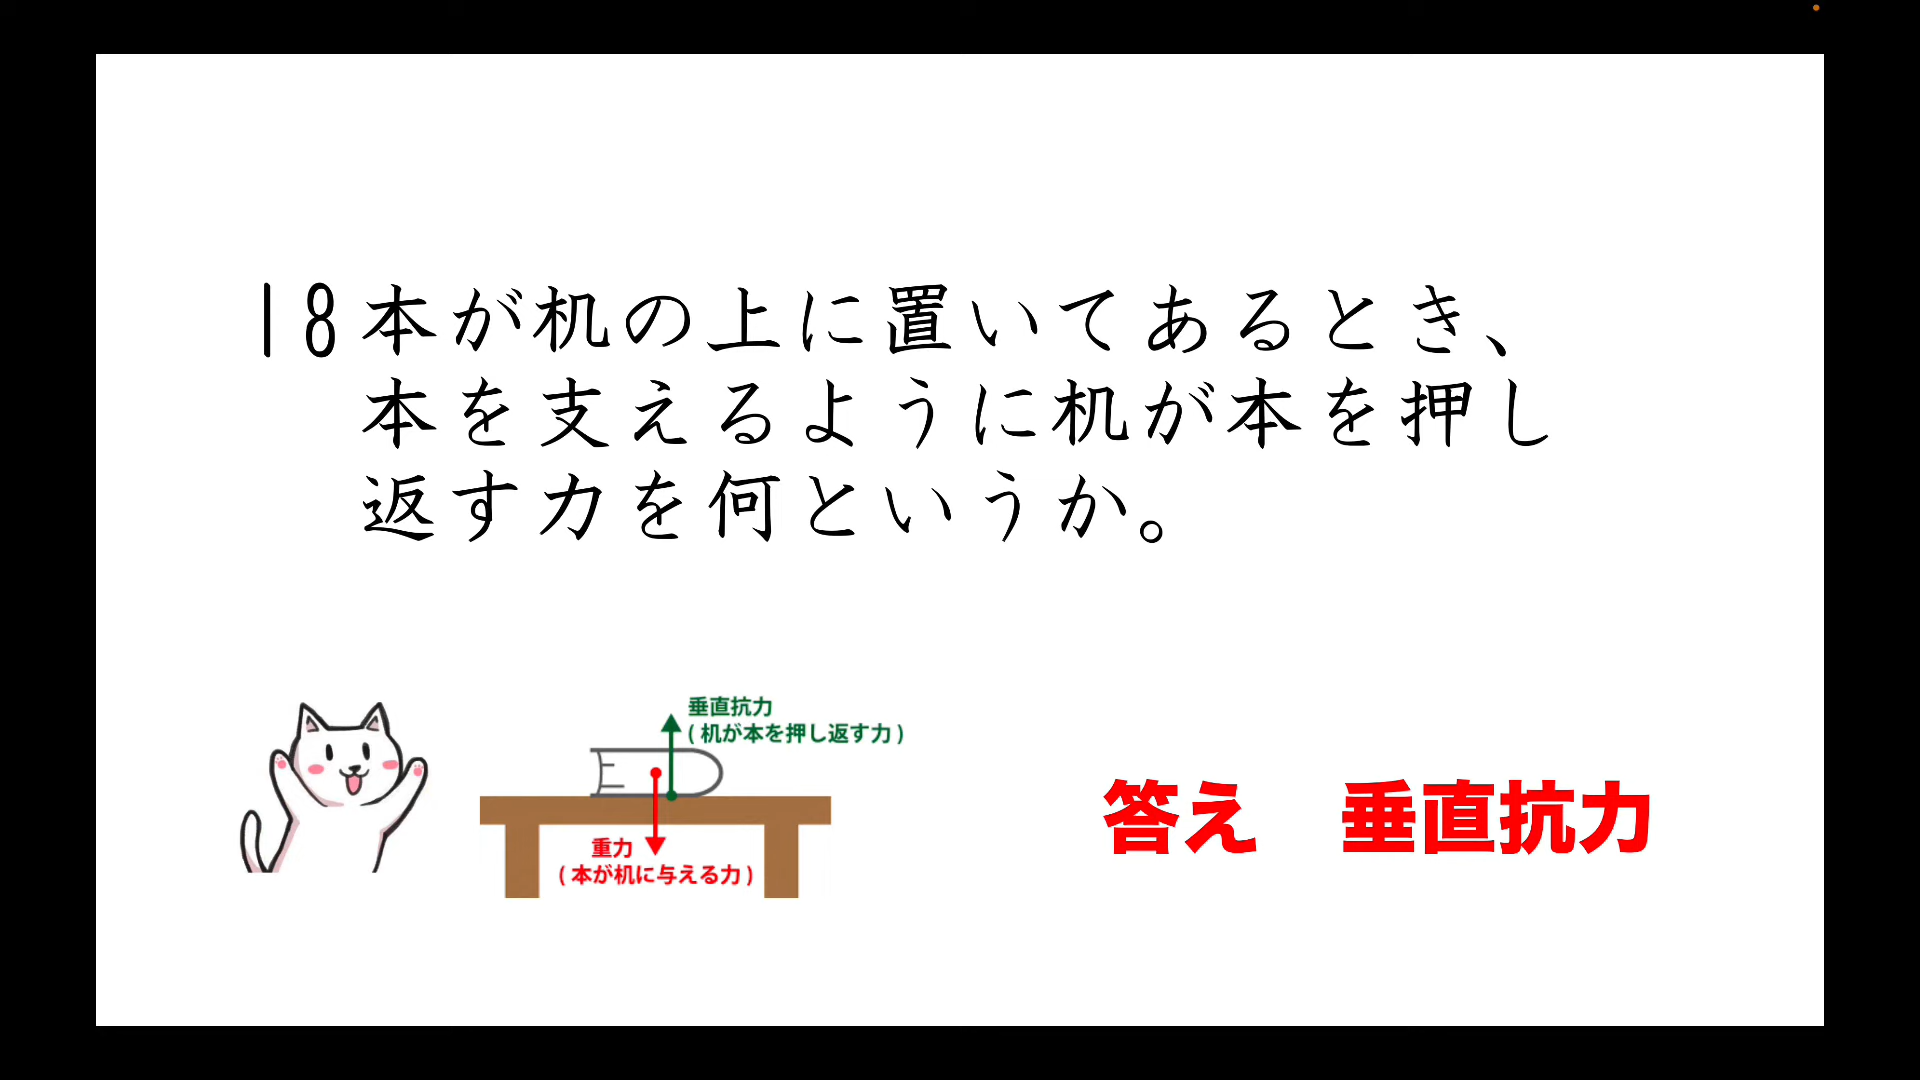 18本が机の上に置いてあるとき、
本を支えるように机が本を押し
返す力を何というか。
垂直抗力
(机が本を押し返す力)
重力
(本が机に与える力)
答え　垂直抗力